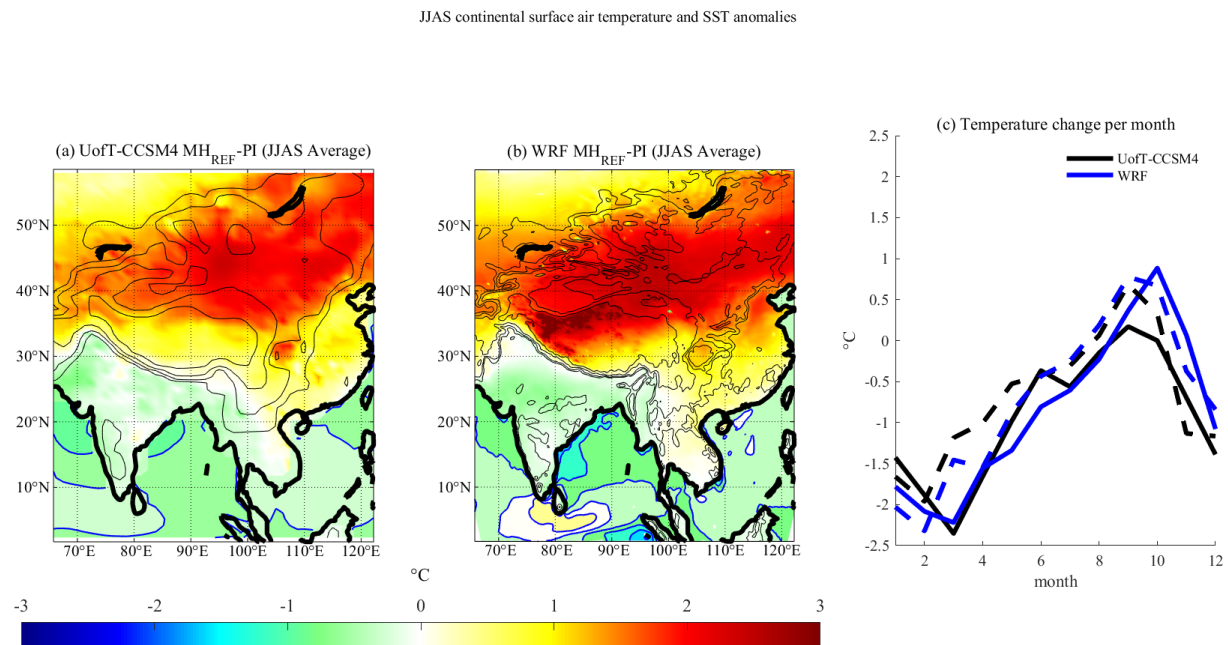 JJAS continental surface air temperature and SST anomalies
(a) UofT-CCSM4 MH_REF-PI (JJAS Average)
50°N
40°N
30°N
20°N
10°N
70°E 80°E 90°E 100°E 110°E 120°E
(b) WRF MH_REF-PI (JJAS Average)
50°N
40°N
30°N
20°N
10°N
70°E 80°E 90°E 100°E 110°E 120°E
(c) Temperature change per month
UofT-CCSM4
WRF
2.5
2
1.5
1
0.5
0
-0.5
-1
-1.5
-2
-2.5
°C
2 4 6 8 10 12
month
°C
-3 -2 -1 0 1 2 3